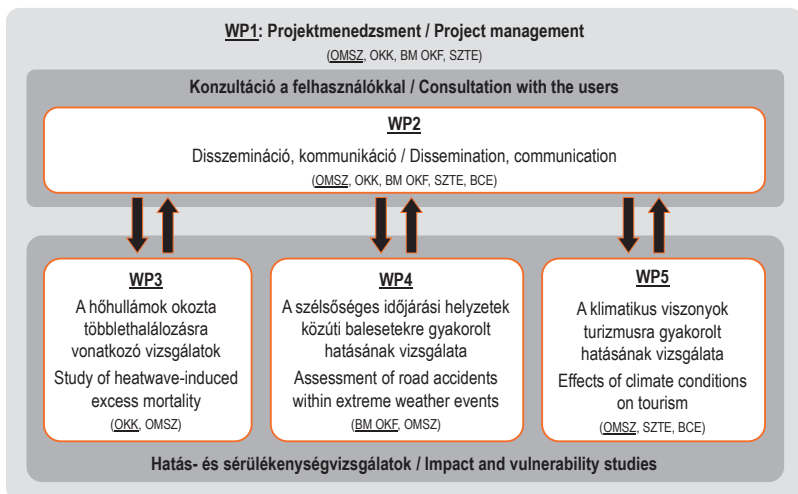 WP1: Projektmenedzsment / Project management
(OMSZ, OKK, BM OKF, SZTE)
Konzultáció a felhasználókkal / Consultation with the users
WP2
Disszemináció, kommunikáció / Dissemination, communication
(OMSZ, OKK, BM OKF, SZTE, BCE)
WP3
A hőhullámok okozta
többlethalálozásra
vonatkozó vizsgálatok
Study of heatwave-induced
excess mortality
(OKK, OMSZ)
WP4
A szélsőséges időjárási helyzetek
közúti balesetekre gyakorolt
hatásának vizsgálata
Assessment of road accidents
within extreme weather events
(BM OKF, OMSZ)
WP5
A klimatikus viszonyok
turizmusra gyakorolt
hatásának vizsgálata
Effects of climate conditions
on tourism
(OMSZ, SZTE, BCE)
Hatás- és sérülékenységvizsgálatok / Impact and vulnerability studies